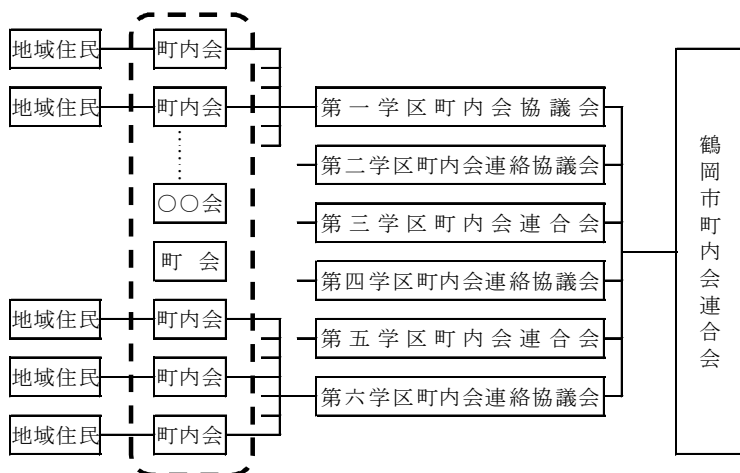 地域住民
町内会
地域住民
町内会
第一学区町内会協議会
第二学区町内会連絡協議会
〇〇会
第三学区町内会連合会
町 会
第四学区町内会連絡協議会
地域住民
町内会
第五学区町内会連合会
地域住民
町内会
第六学区町内会連絡協議会
地域住民
町内会
鶴岡市町内会連合会